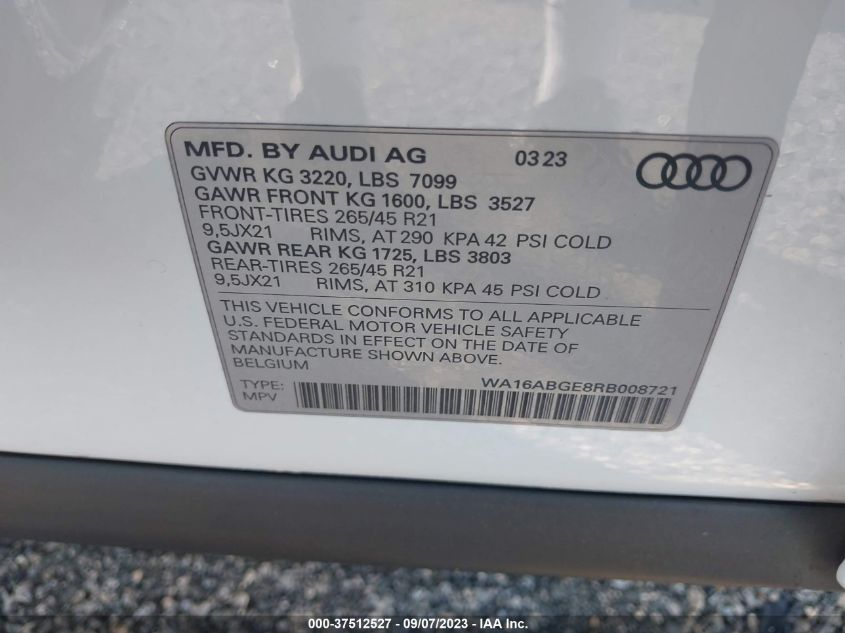 MFD. BY AUDI AG 03 23
GVWR KG 3220, LBS 7099
GAWR FRONT KG 1600, LBS 3527
FRONT-TIRES 265/45 R21
9,5JX21 RIMS, AT 290 KPA 42 PSI COLD
GAWR REAR KG 1725, LBS 3803
REAR-TIRES 265/45 R21
9,5JX21 RIMS, AT 310 KPA 45 PSI COLD
THIS VEHICLE CONFORMS TO ALL APPLICABLE
U.S. FEDERAL MOTOR VEHICLE SAFETY
STANDARDS IN EFFECT ON THE DATE OF
MANUFACTURE SHOWN ABOVE.
BELGIUM
WA16ABGE8RB008721
TYPE:
MPV
000-37512527 - 09/07/2023 - IAA Inc.